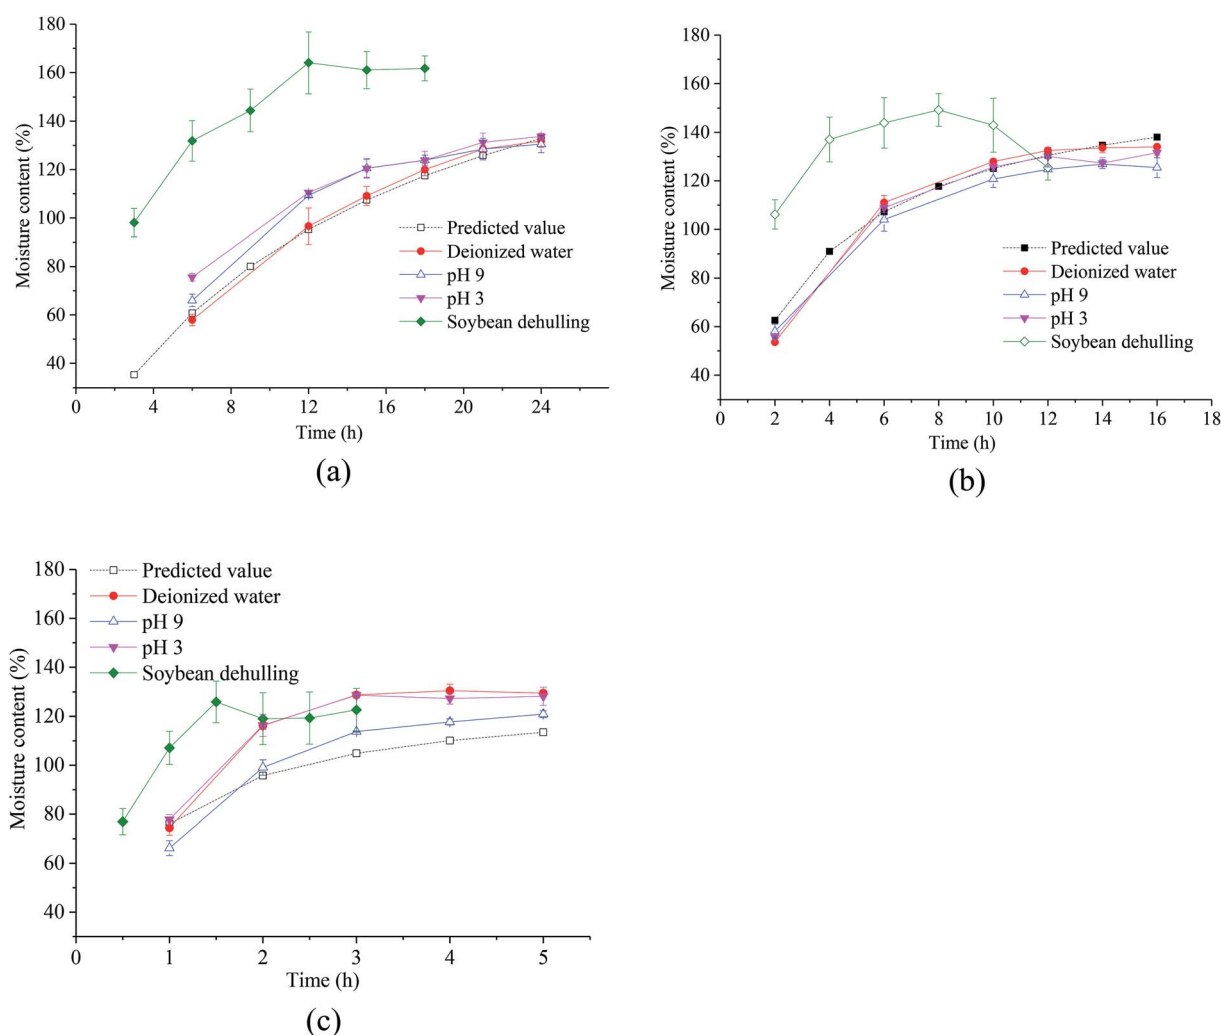 180
160
140
120
100
80
60
40
Moisture content (%)
Predicted value
Deionized water
pH 9
pH 3
Soybean dehulling
0 4 8 12 16 20 24
Time (h)
(a)
180
160
140
120
100
80
60
40
Moisture content (%)
Predicted value
Deionized water
pH 9
pH 3
Soybean dehulling
0 2 4 6 8 10 12 14 16 18
Time (h)
(b)
Predicted value
Deionized water
pH 9
pH 3
Soybean dehulling
180
160
140
120
100
80
60
40
Moisture content (%)
0 1 2 3 4 5
Time (h)
(c)